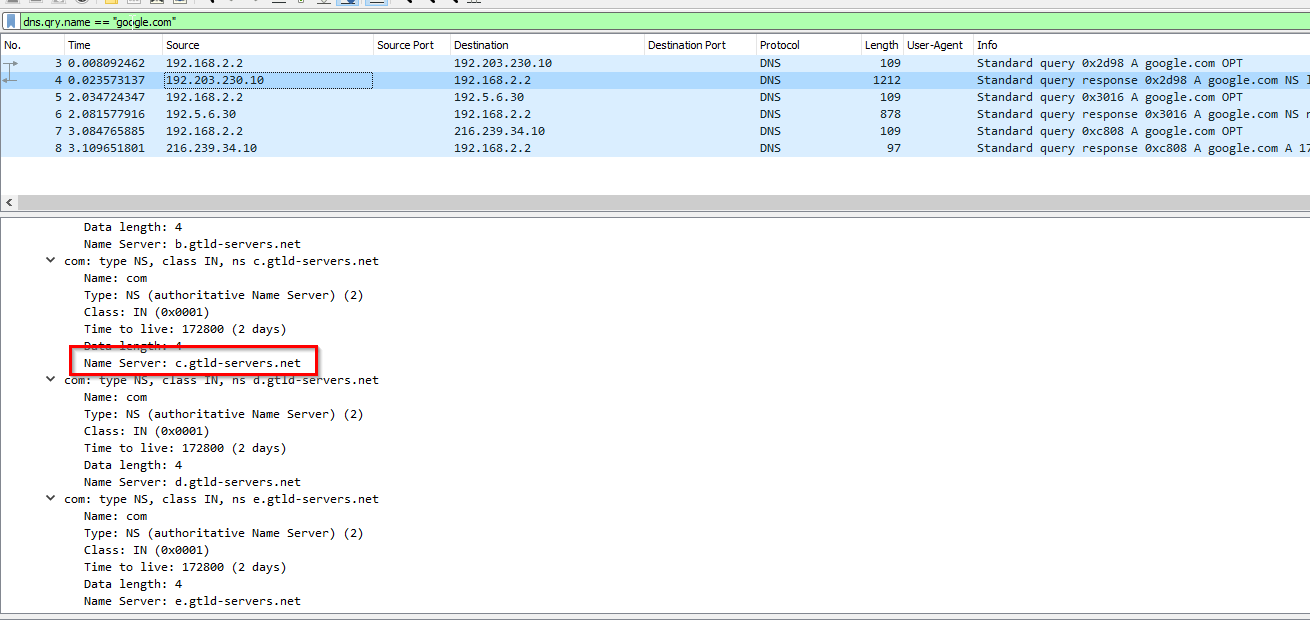 dns.qry.name == "google.com"
No. Time Source Source Port Destination Destination Port Protocol Length User-Agent Info
3 0.008092462 192.168.2.2 192.203.230.10 DNS 109 Standard query 0x2d98 A google.com OPT
4 0.023573137 192.203.230.10 192.168.2.2 DNS 1212 Standard query response 0x2d98 A google.com NS
5 2.034724347 192.168.2.2 192.5.6.30 DNS 109 Standard query 0x3016 A google.com OPT
6 2.081577916 192.5.6.30 192.168.2.2 DNS 878 Standard query response 0x3016 A google.com NS
7 3.084765885 192.168.2.2 216.239.34.10 DNS 109 Standard query 0xc808 A google.com OPT
8 3.109651801 216.239.34.10 192.168.2.2 DNS 97 Standard query response 0xc808 A google.com A 17
Data length: 4
Name Server: b.gtld-servers.net
com: type NS, class IN, ns c.gtld-servers.net
Name: com
Type: NS (authoritative Name Server) (2)
Class: IN (0x0001)
Time to live: 172800 (2 days)
Data length: 4
Name Server: c.gtld-servers.net
com: type NS, class IN, ns d.gtld-servers.net
Name: com
Type: NS (authoritative Name Server) (2)
Class: IN (0x0001)
Time to live: 172800 (2 days)
Data length: 4
Name Server: d.gtld-servers.net
com: type NS, class IN, ns e.gtld-servers.net
Name: com
Type: NS (authoritative Name Server) (2)
Class: IN (0x0001)
Time to live: 172800 (2 days)
Data length: 4
Name Server: e.gtld-servers.net